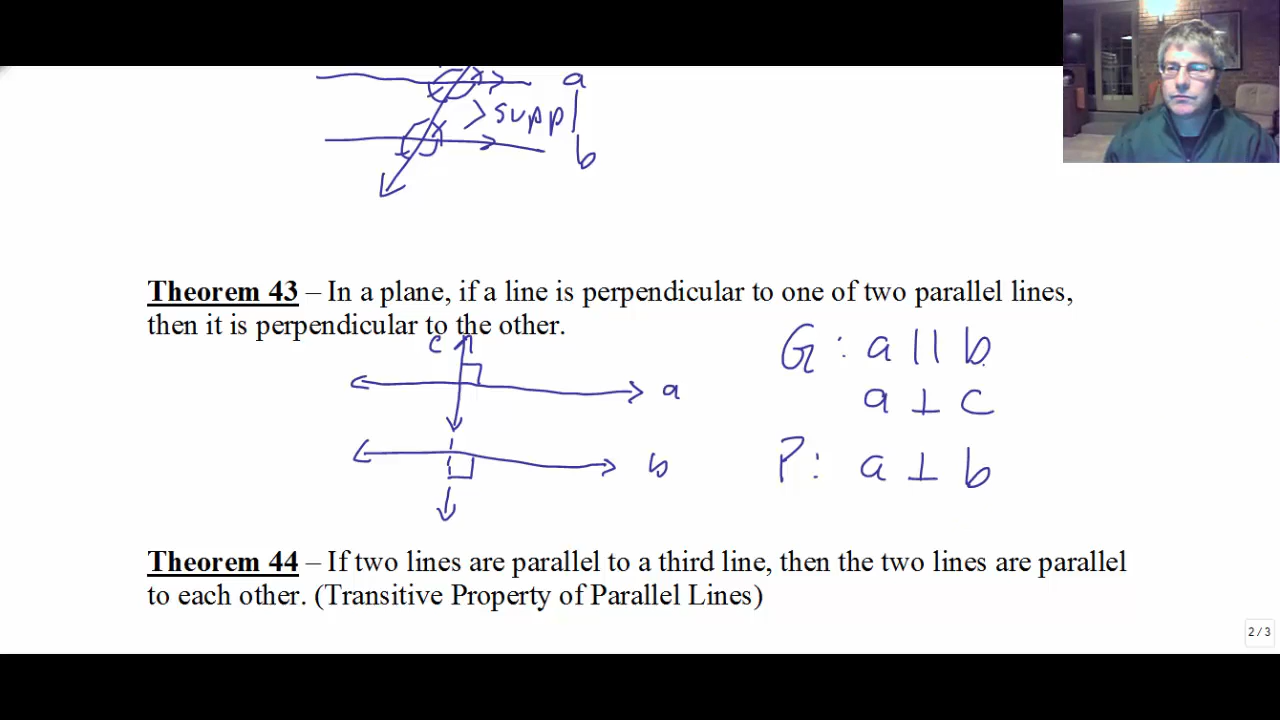 a
suppl
b
Theorem 43 – In a plane, if a line is perpendicular to one of two parallel lines,
then it is perpendicular to the other.
c
a
b
G: a || b
a ⊥ c
P: a ⊥ b
Theorem 44 – If two lines are parallel to a third line, then the two lines are parallel
to each other. (Transitive Property of Parallel Lines)
2/3